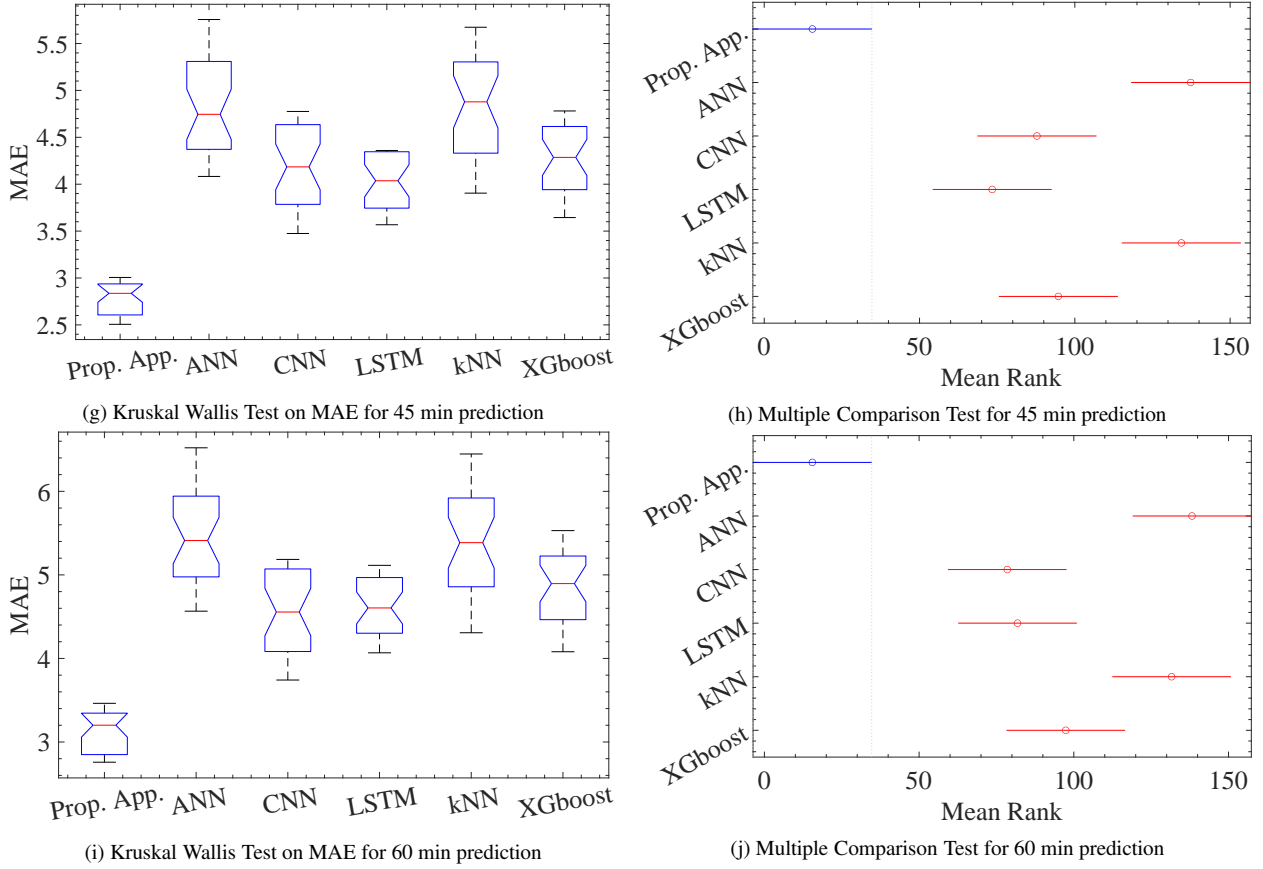 5.5
5
4.5
4
3.5
3
2.5
MAE
Prop. App.
ANN
CNN
LSTM
kNN
XGboost
(g) Kruskal Wallis Test on MAE for 45 min prediction
Prop. App.
ANN
CNN
LSTM
kNN
XGboost
0
50
100
150
Mean Rank
(h) Multiple Comparison Test for 45 min prediction
6
5
4
3
MAE
Prop. App.
ANN
CNN
LSTM
kNN
XGboost
(i) Kruskal Wallis Test on MAE for 60 min prediction
Prop. App.
ANN
CNN
LSTM
kNN
XGboost
0
50
100
150
Mean Rank
(j) Multiple Comparison Test for 60 min prediction